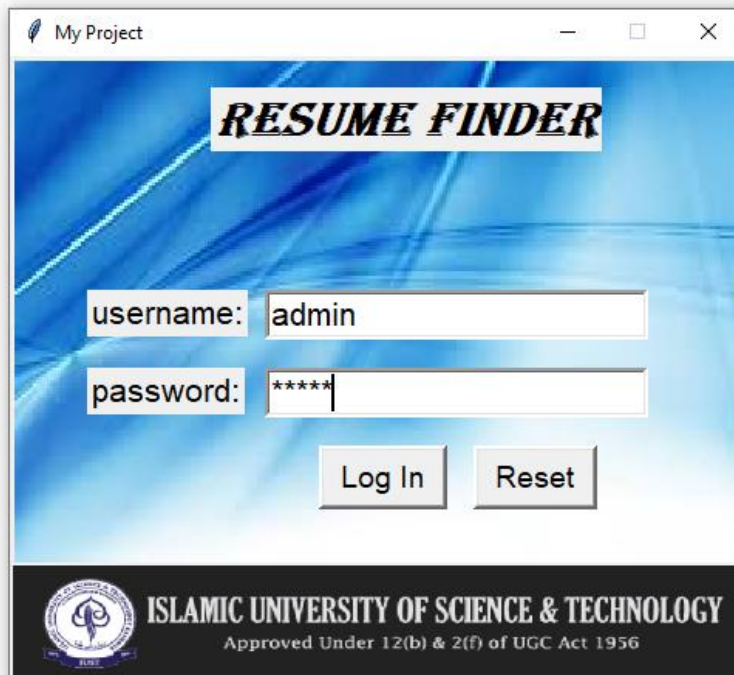 My Project
RESUME FINDER
username: admin
password: *****
Log In Reset
ISLAMIC UNIVERSITY OF SCIENCE & TECHNOLOGY
Approved Under 12(b) & 2(f) of UGC Act 1956
IUST